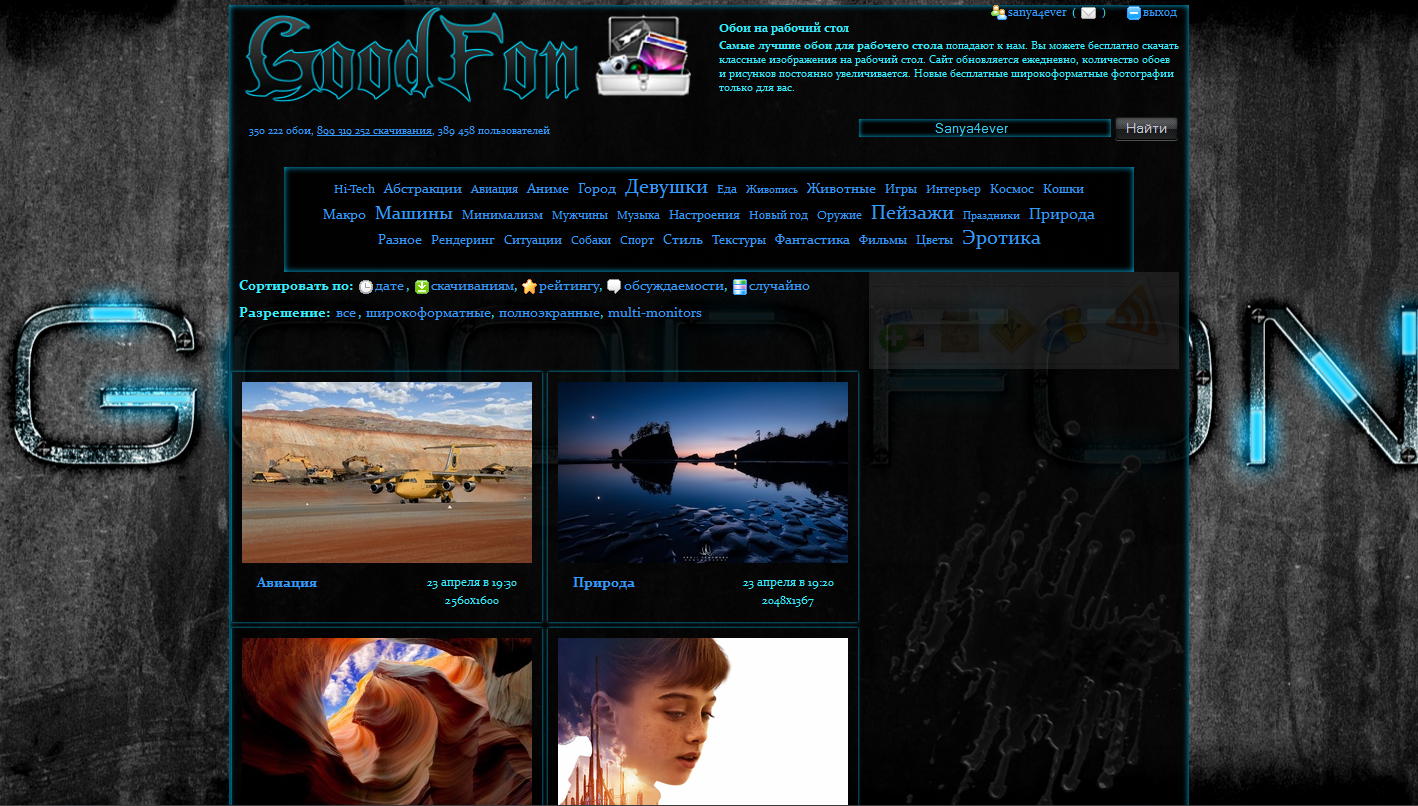 GoodFon
sanya4ever ( ) выход
Обои на рабочий стол
Самые лучшие обои для рабочего стола попадают к нам. Вы можете бесплатно скачать
классные изображения на рабочий стол. Сайт обновляется ежедневно, количество обоев
и рисунков постоянно увеличивается. Новые бесплатные широкоформатные фотографии
только для вас.
350 222 обои, 899 319 252 скачивания, 389 458 пользователей
Sanya4ever
Найти
Hi-Tech Абстракции Авиация Аниме Город Девушки Еда Живопись Животные Игры Интерьер Космос Кошки
Макро Машины Минимализм Мужчины Музыка Настроения Новый год Оружие Пейзажи Праздники Природа
Разное Рендеринг Ситуации Собаки Спорт Стиль Текстуры Фантастика Фильмы Цветы Эротика
Сортировать по: дате, скачиваниям, рейтингу, обсуждаемости, случайно
Разрешение: все, широкоформатные, полноэкранные, multi-monitors
GOODFON
Авиация
23 апреля в 19:30
2560x1600
Природа
23 апреля в 19:20
2048x1367